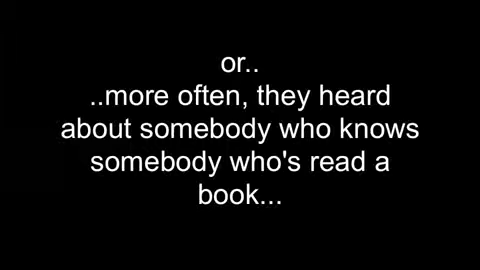 or..
..more often, they heard
about somebody who knows
somebody who's read a
book...